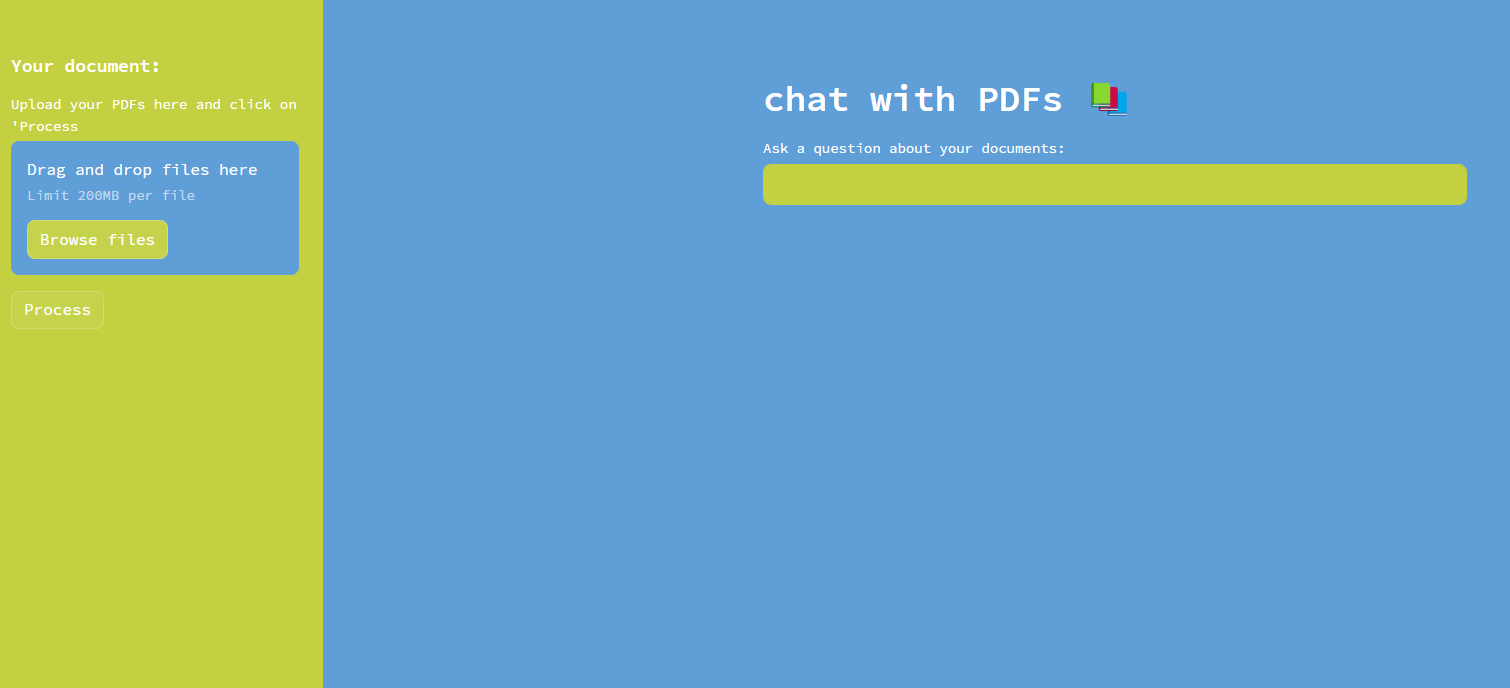 Your document:
Upload your PDFs here and click on
'Process
Drag and drop files here
Limit 200MB per file
Browse files
Process
chat with PDFs 📚
Ask a question about your documents: